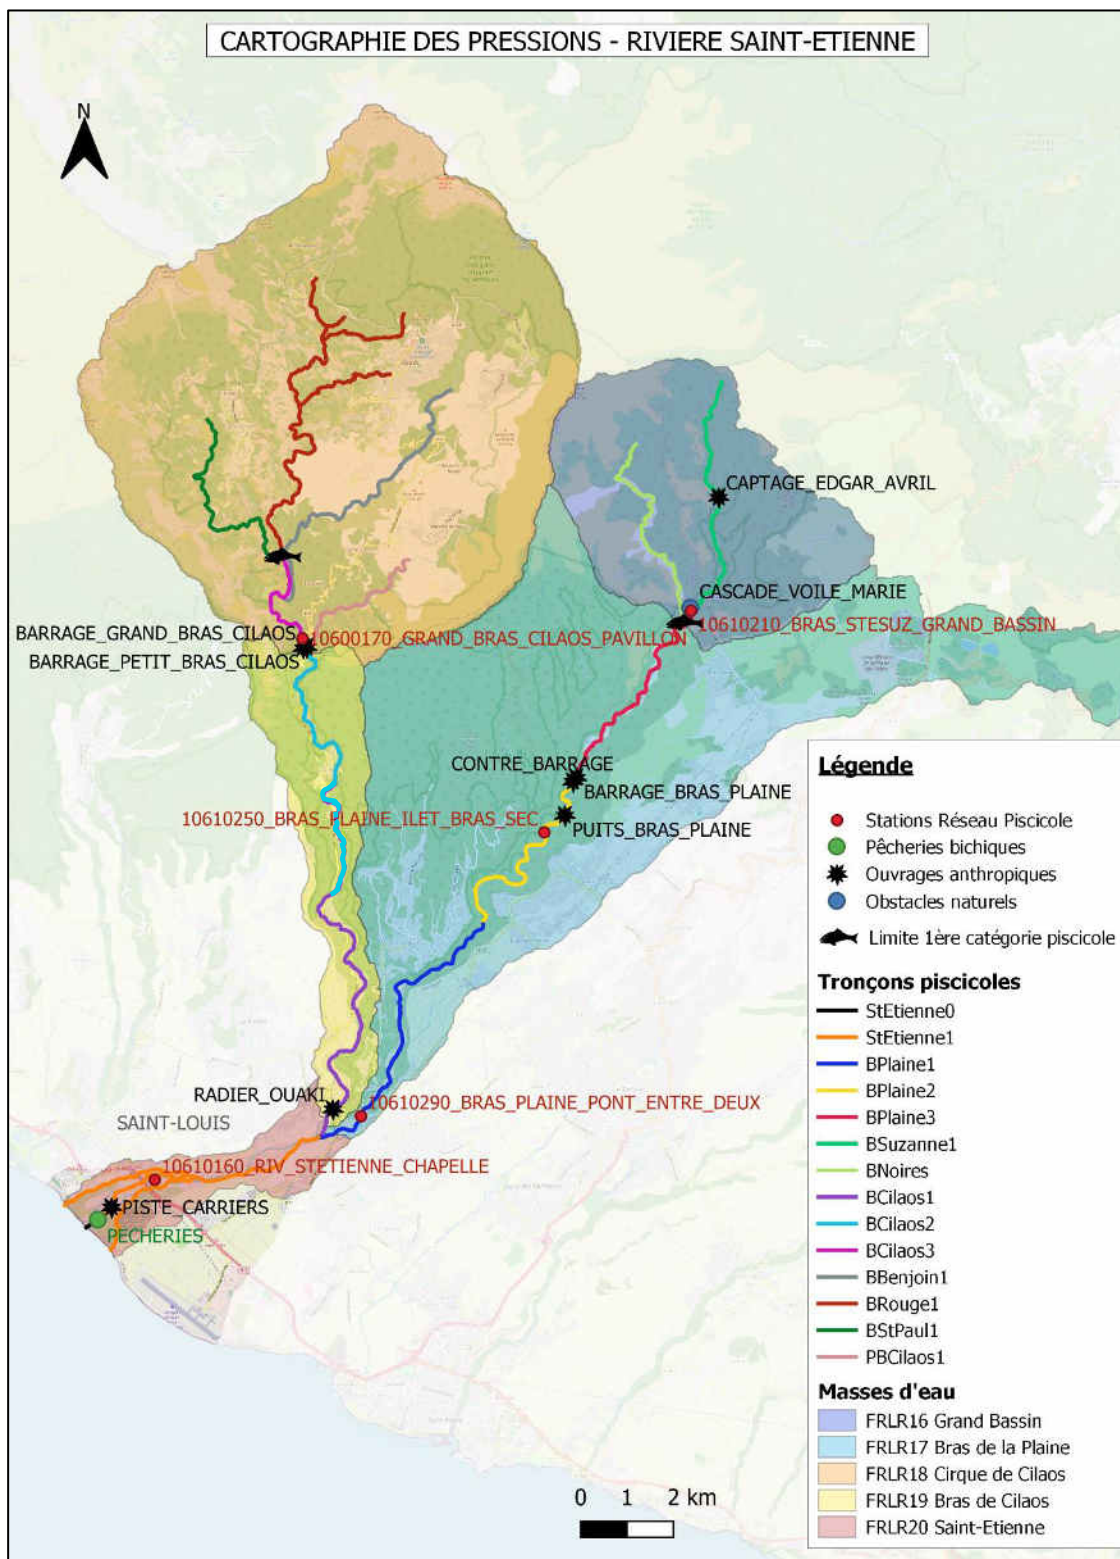 CARTOGRAPHIE DES PRESSIONS - RIVIERE SAINT-ETIENNE
N
CAPTAGE_EDGAR_AVRIL
CASCADE_VOILE_MARIE
10610210_BRAS_STESUZ_GRAND_BASSIN
BARRAGE_GRAND_BRAS_CILAOS
10600170_GRAND_BRAS_CILAOS_PAVILLON
BARRAGE_PETIT_BRAS_CILAOS
CONTRE_BARRAGE
BARRAGE_BRAS_PLAINE
10610250_BRAS_PLAINE_ILET_BRAS_SEC
PUITS_BRAS_PLAINE
RADIER_OUAKI
10610290_BRAS_PLAINE_PONT_ENTRE_DEUX
SAINT-LOUIS
10610160_RIV_STETIENNE_CHAPELLE
PISTE_CARRIERS
PECHERIES
Légende
Stations Réseau Piscicole
Pêcheries bichiques
Ouvrages anthropiques
Obstacles naturels
Limite 1ère catégorie piscicole
Tronçons piscicoles
StEtienne0
StEtienne1
BPlaine1
BPlaine2
BPlaine3
BSuzanne1
BNoires
BCilaos1
BCilaos2
BCilaos3
BBenjoin1
BRouge1
BStPaul1
PBCilaos1
Masses d'eau
FRLR16 Grand Bassin
FRLR17 Bras de la Plaine
FRLR18 Cirque de Cilaos
FRLR19 Bras de Cilaos
FRLR20 Saint-Etienne
0 1 2 km